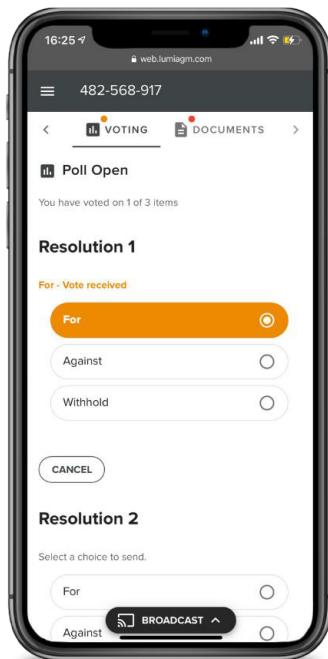 16:25
web.lumiagm.com
482-568-917
VOTING
DOCUMENTS
Poll Open
You have voted on 1 of 3 items
Resolution 1
For - Vote received
For
Against
Withhold
CANCEL
Resolution 2
Select a choice to send.
For
BROADCAST
Against